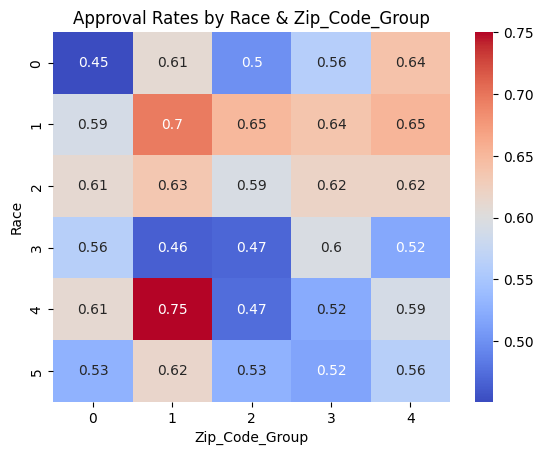 Approval Rates by Race & Zip_Code_Group
0 0.45 0.61 0.5 0.56 0.64
1 0.59 0.7 0.65 0.64 0.65
2 0.61 0.63 0.59 0.62 0.62
3 0.56 0.46 0.47 0.6 0.52
4 0.61 0.75 0.47 0.52 0.59
5 0.53 0.62 0.53 0.52 0.56
0 1 2 3 4
Race
Zip_Code_Group
0.75
0.70
0.65
0.60
0.55
0.50